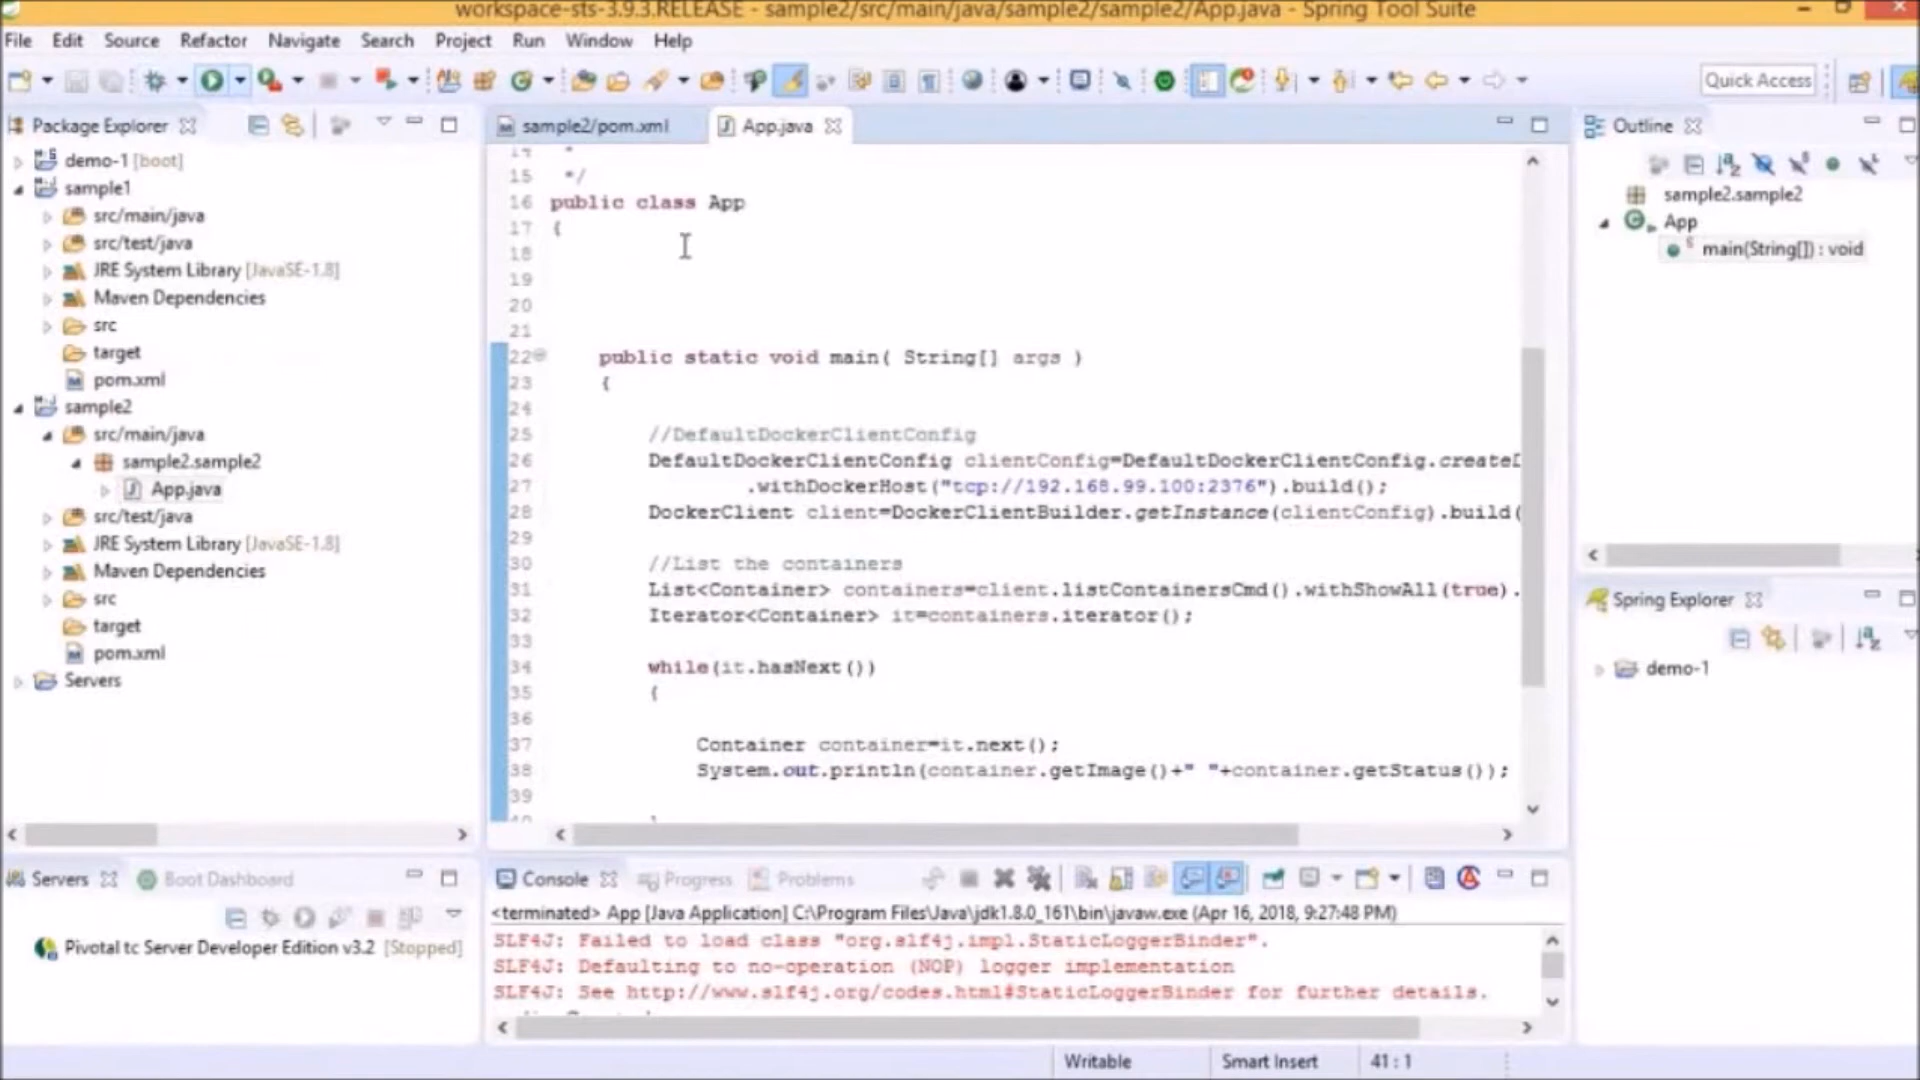 workspace-sts-3.9.3.RELEASE - sample2/src/main/java/sample2/sample2/App.java - Spring Tool Suite
File Edit Source Refactor Navigate Search Project Run Window Help
Quick Access
Package Explorer
demo-1 [boot]
sample1
src/main/java
src/test/java
JRE System Library [JavaSE-1.8]
Maven Dependencies
src
target
pom.xml
sample2
src/main/java
sample2.sample2
App.java
src/test/java
JRE System Library [JavaSE-1.8]
Maven Dependencies
src
target
pom.xml
Servers
sample2/pom.xml App.java
14 *
15 */
16 public class App
17 {
18
19
20
21
22 public static void main( String[] args )
23 {
24
25 //DefaultDockerClientConfig
26 DefaultDockerClientConfig clientConfig=DefaultDockerClientConfig.createD
27 .withDockerHost("tcp://192.168.99.100:2376").build();
28 DockerClient client=DockerClientBuilder.getInstance(clientConfig).build(
29
30 //List the containers
31 List<Container> containers=client.listContainersCmd().withShowAll(true).
32 Iterator<Container> it=containers.iterator();
33
34 while(it.hasNext())
35 {
36
37 Container container=it.next();
38 System.out.println(container.getImage()+" "+container.getStatus());
39
Outline
sample2.sample2
App
main(String[]) : void
Spring Explorer
demo-1
Servers Boot Dashboard
Pivotal tc Server Developer Edition v3.2 [Stopped]
Console Progress Problems
<terminated> App [Java Application] C:\Program Files\Java\jdk1.8.0_161\bin\javaw.exe (Apr 16, 2018, 9:27:48 PM)
SLF4J: Failed to load class "org.slf4j.impl.StaticLoggerBinder".
SLF4J: Defaulting to no-operation (NOP) logger implementation
SLF4J: See http://www.slf4j.org/codes.html#StaticLoggerBinder for further details.
Writable Smart Insert 41 : 1